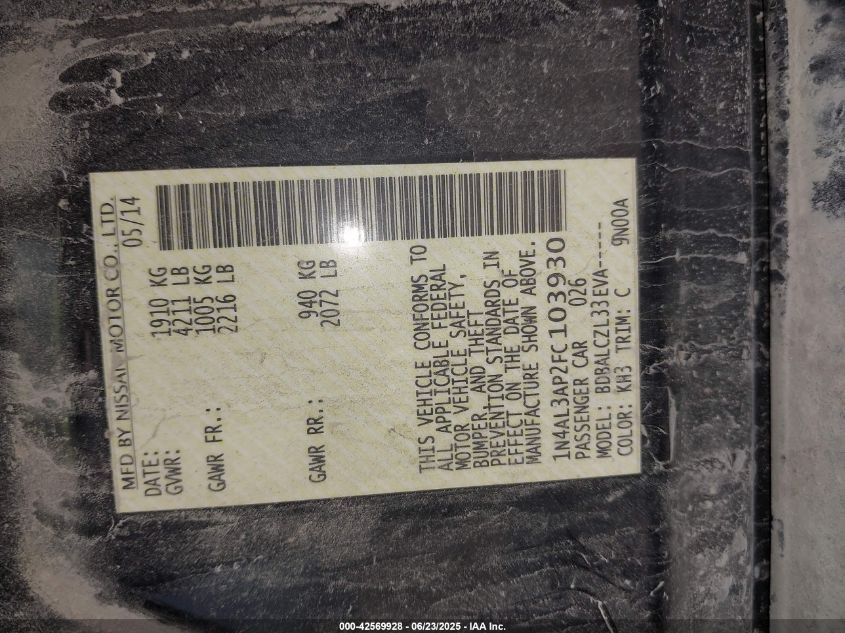 MFD BY NISSAN MOTOR CO., LTD.
DATE: 05/14
GVWR: 1910 KG
4211 LB
GAWR FR.: 1005 KG
2216 LB
GAWR RR.: 940 KG
2072 LB
THIS VEHICLE CONFORMS TO
ALL APPLICABLE FEDERAL
MOTOR VEHICLE SAFETY,
BUMPER, AND THEFT
PREVENTION STANDARDS IN
EFFECT ON THE DATE OF
MANUFACTURE SHOWN ABOVE.
1N4AL3AP2FC103930
PASSENGER CAR 026
MODEL: BDBALCZL33EVA-----
COLOR: KH3 TRIM: C 9N00A
000-42569928 - 06/23/2025 - IAA Inc.